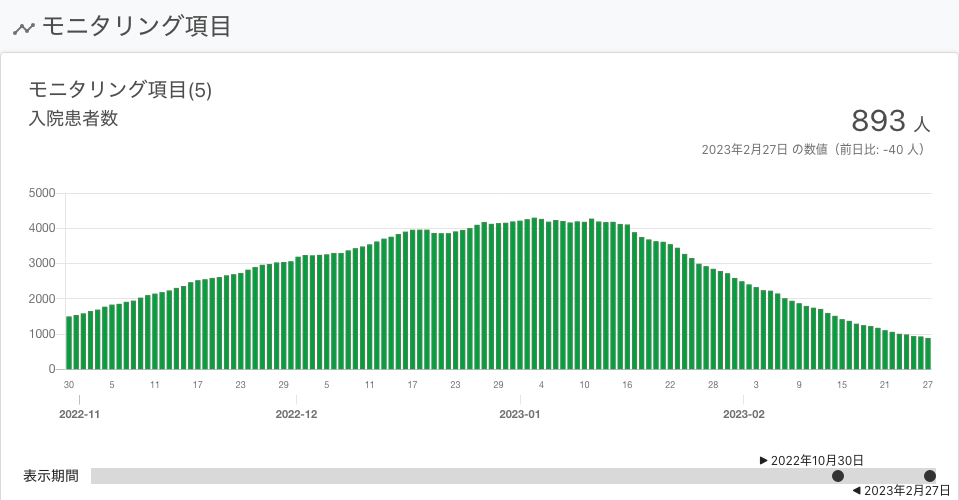 モニタリング項目
モニタリング項目(5)
入院患者数
893 人
2023年2月27日 の数値（前日比: -40 人）
5000
4000
3000
2000
1000
0
30 5 11 17 23 29 5 11 17 23 29 4 10 16 22 28 3 9 15 21 27
2022-11 2022-12 2023-01 2023-02
▶ 2022年10月30日
表示期間
◀ 2023年2月27日